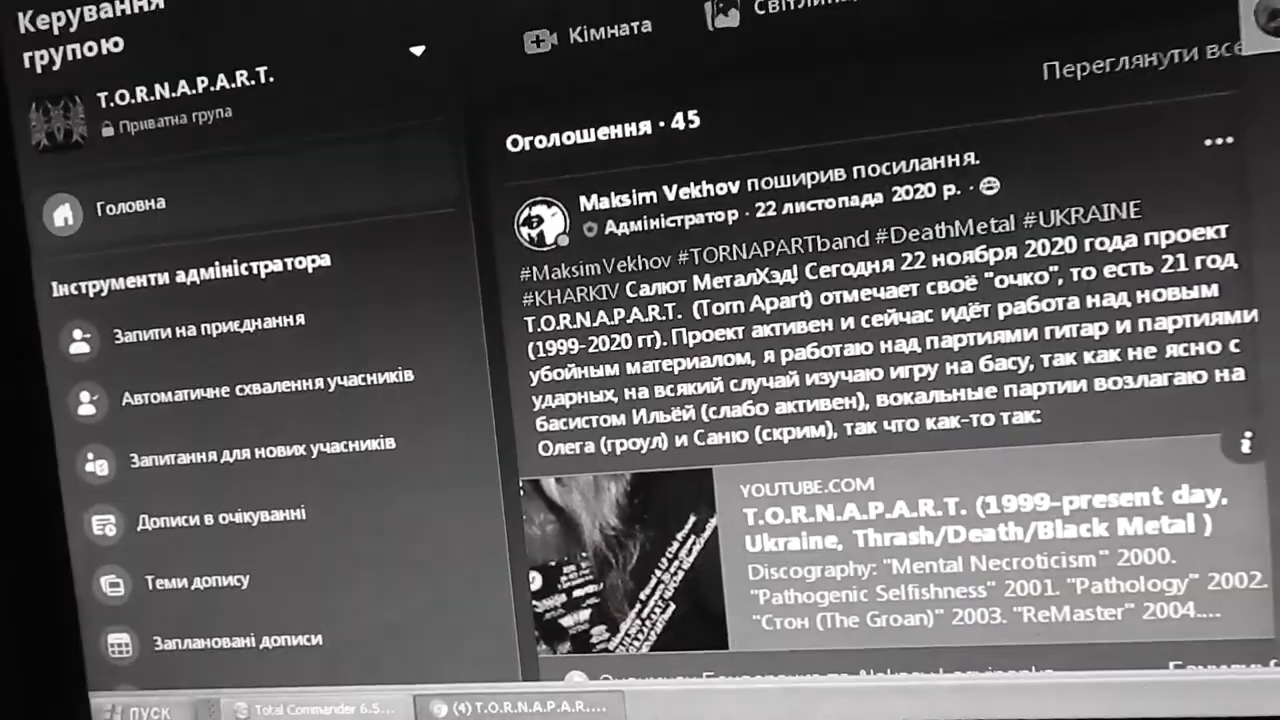 Керування
групою
T.O.R.N.A.P.A.R.T.
Приватна група
Головна
Інструменти адміністратора
Запити на приєднання
Автоматичне схвалення учасників
Запитання для нових учасників
Дописи в очікуванні
Теми допису
Заплановані дописи
Кімната
Переглянути все
Оголошення · 45
Maksim Vekhov поширив посилання.
Адміністратор · 22 листопада 2020 р. ·
#MaksimVekhov #TORNAPARTband #DeathMetal #UKRAINE
#KHARKIV Салют МеталХэд! Сегодня 22 ноября 2020 года проект
T.O.R.N.A.P.A.R.T. (Torn Apart) отмечает своё "очко", то есть 21 год
(1999-2020 гг). Проект активен и сейчас идёт работа над новым
убойным материалом, я работаю над партиями гитар и партиями
ударных, на всякий случай изучаю игру на басу, так как не ясно с
басистом Ильёй (слабо активен), вокальные партии возлагаю на
Олега (гроул) и Саню (скрим), так что как-то так:
YOUTUBE.COM
T.O.R.N.A.P.A.R.T. (1999-present day,
Ukraine, Thrash/Death/Black Metal )
Discography: "Mental Necroticism" 2000.
"Pathogenic Selfishness" 2001. "Pathology" 2002.
"Стон (The Groan)" 2003. "ReMaster" 2004....
пуск
Total Commander 6.5...
(4) T.O.R.N.A.P.A.R....